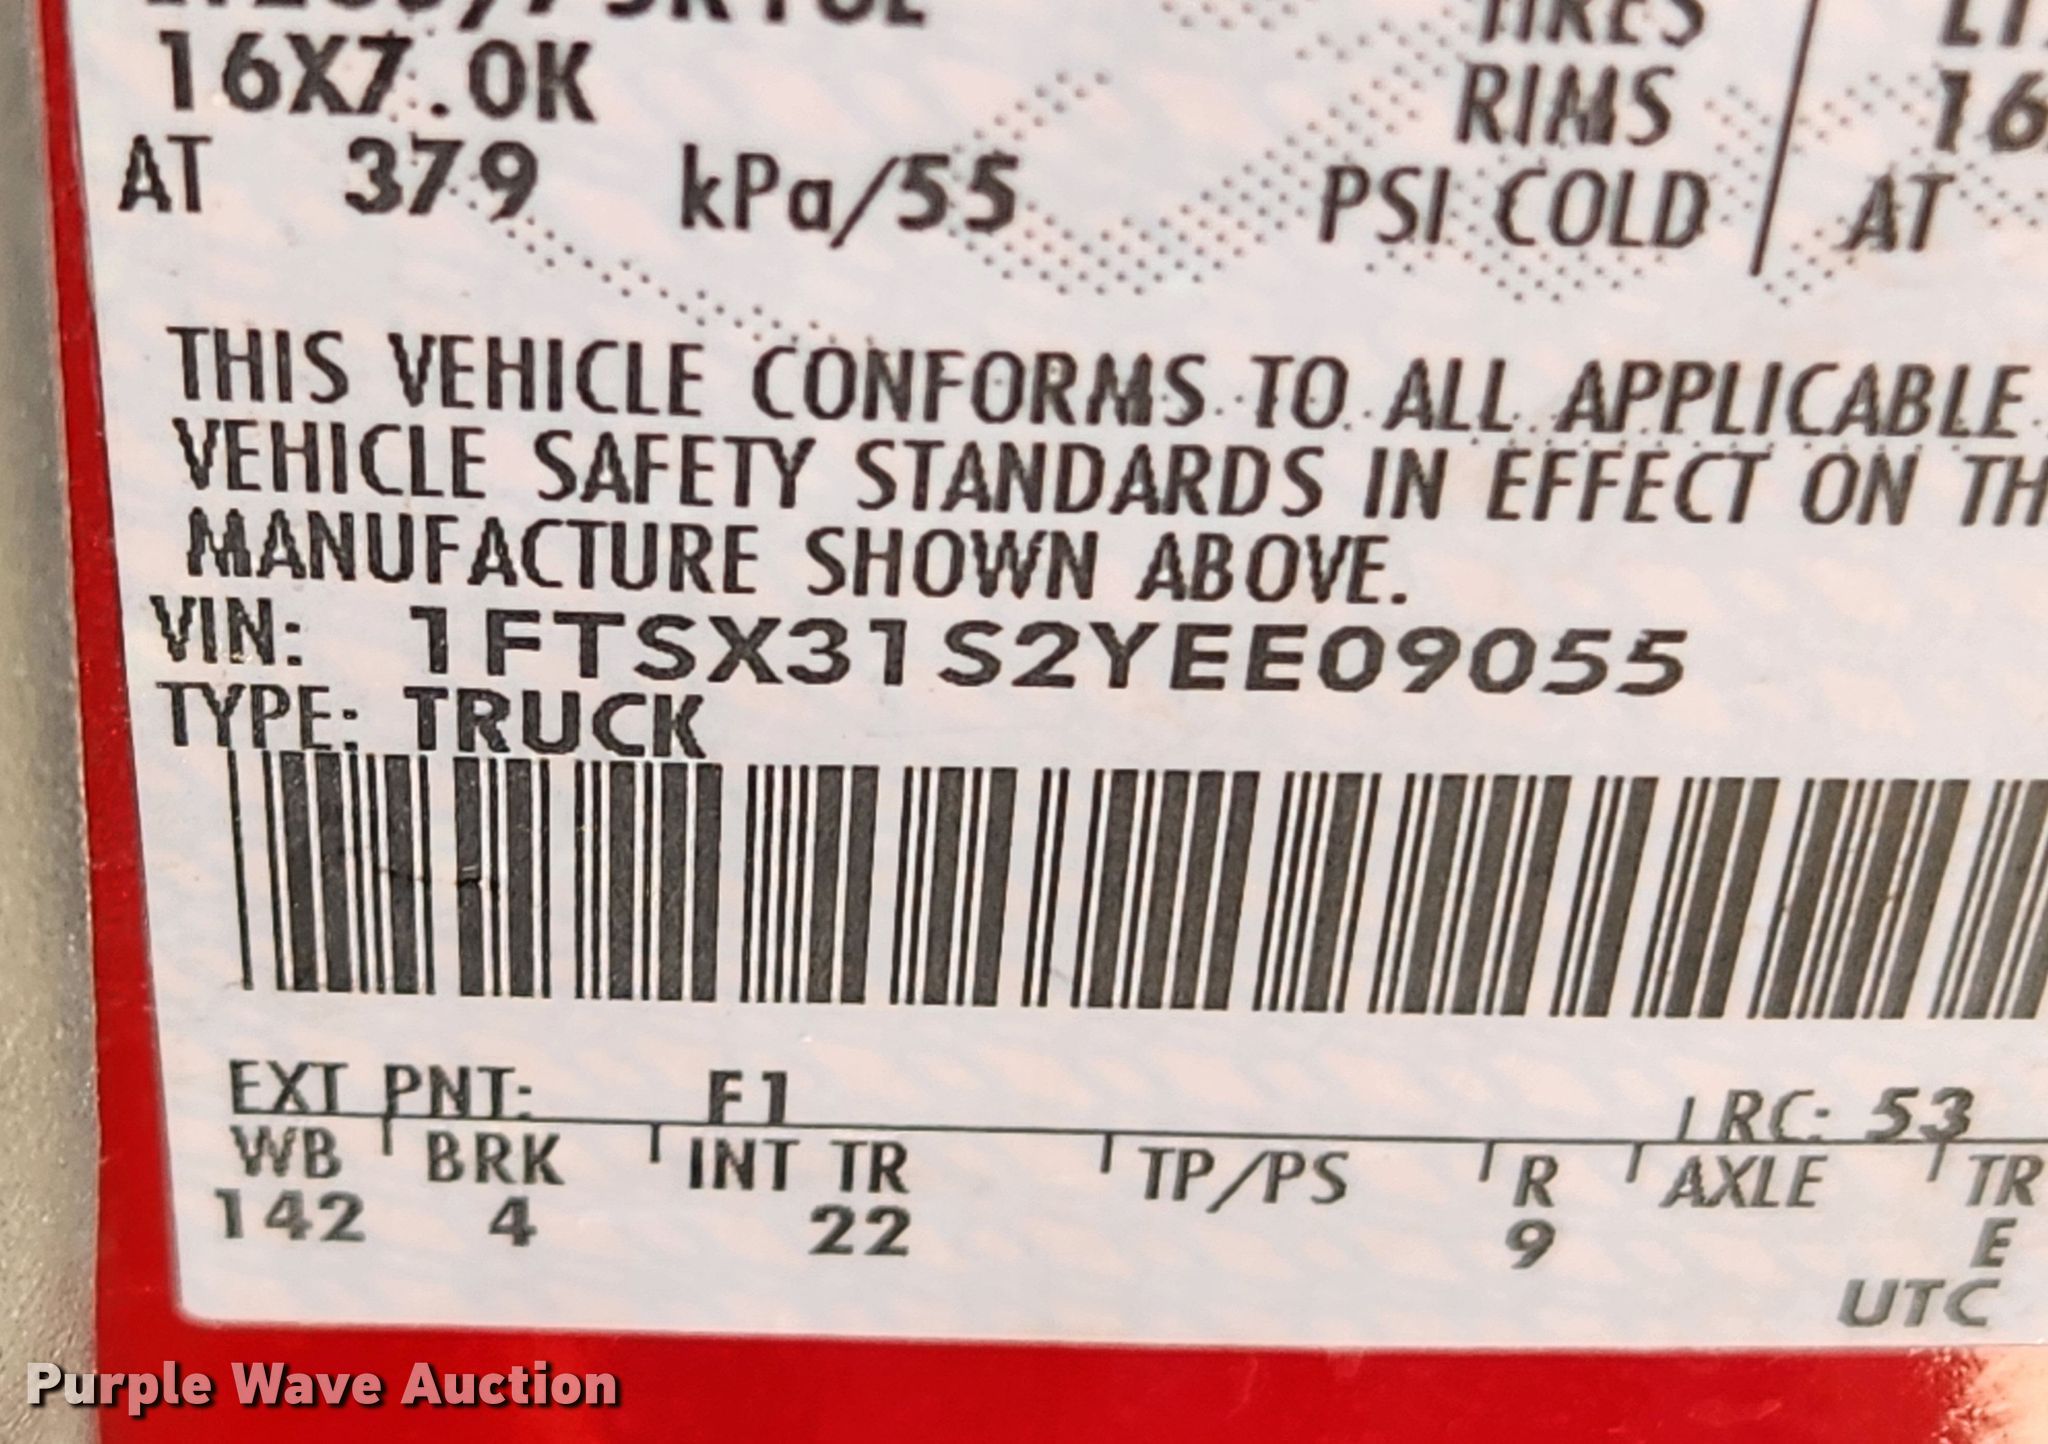 16X7.0K
RIMS
16
AT 379 kPa/55
PSI COLD
AT
THIS VEHICLE CONFORMS TO ALL APPLICABLE
VEHICLE SAFETY STANDARDS IN EFFECT ON TH
MANUFACTURE SHOWN ABOVE.
VIN: 1FTSX31S2YEE09055
TYPE: TRUCK
EXT PNT: F1
RC: 53
WB BRK INT TR TP/PS R AXLE TR
142 4 22 9 E
UTC
Purple Wave Auction